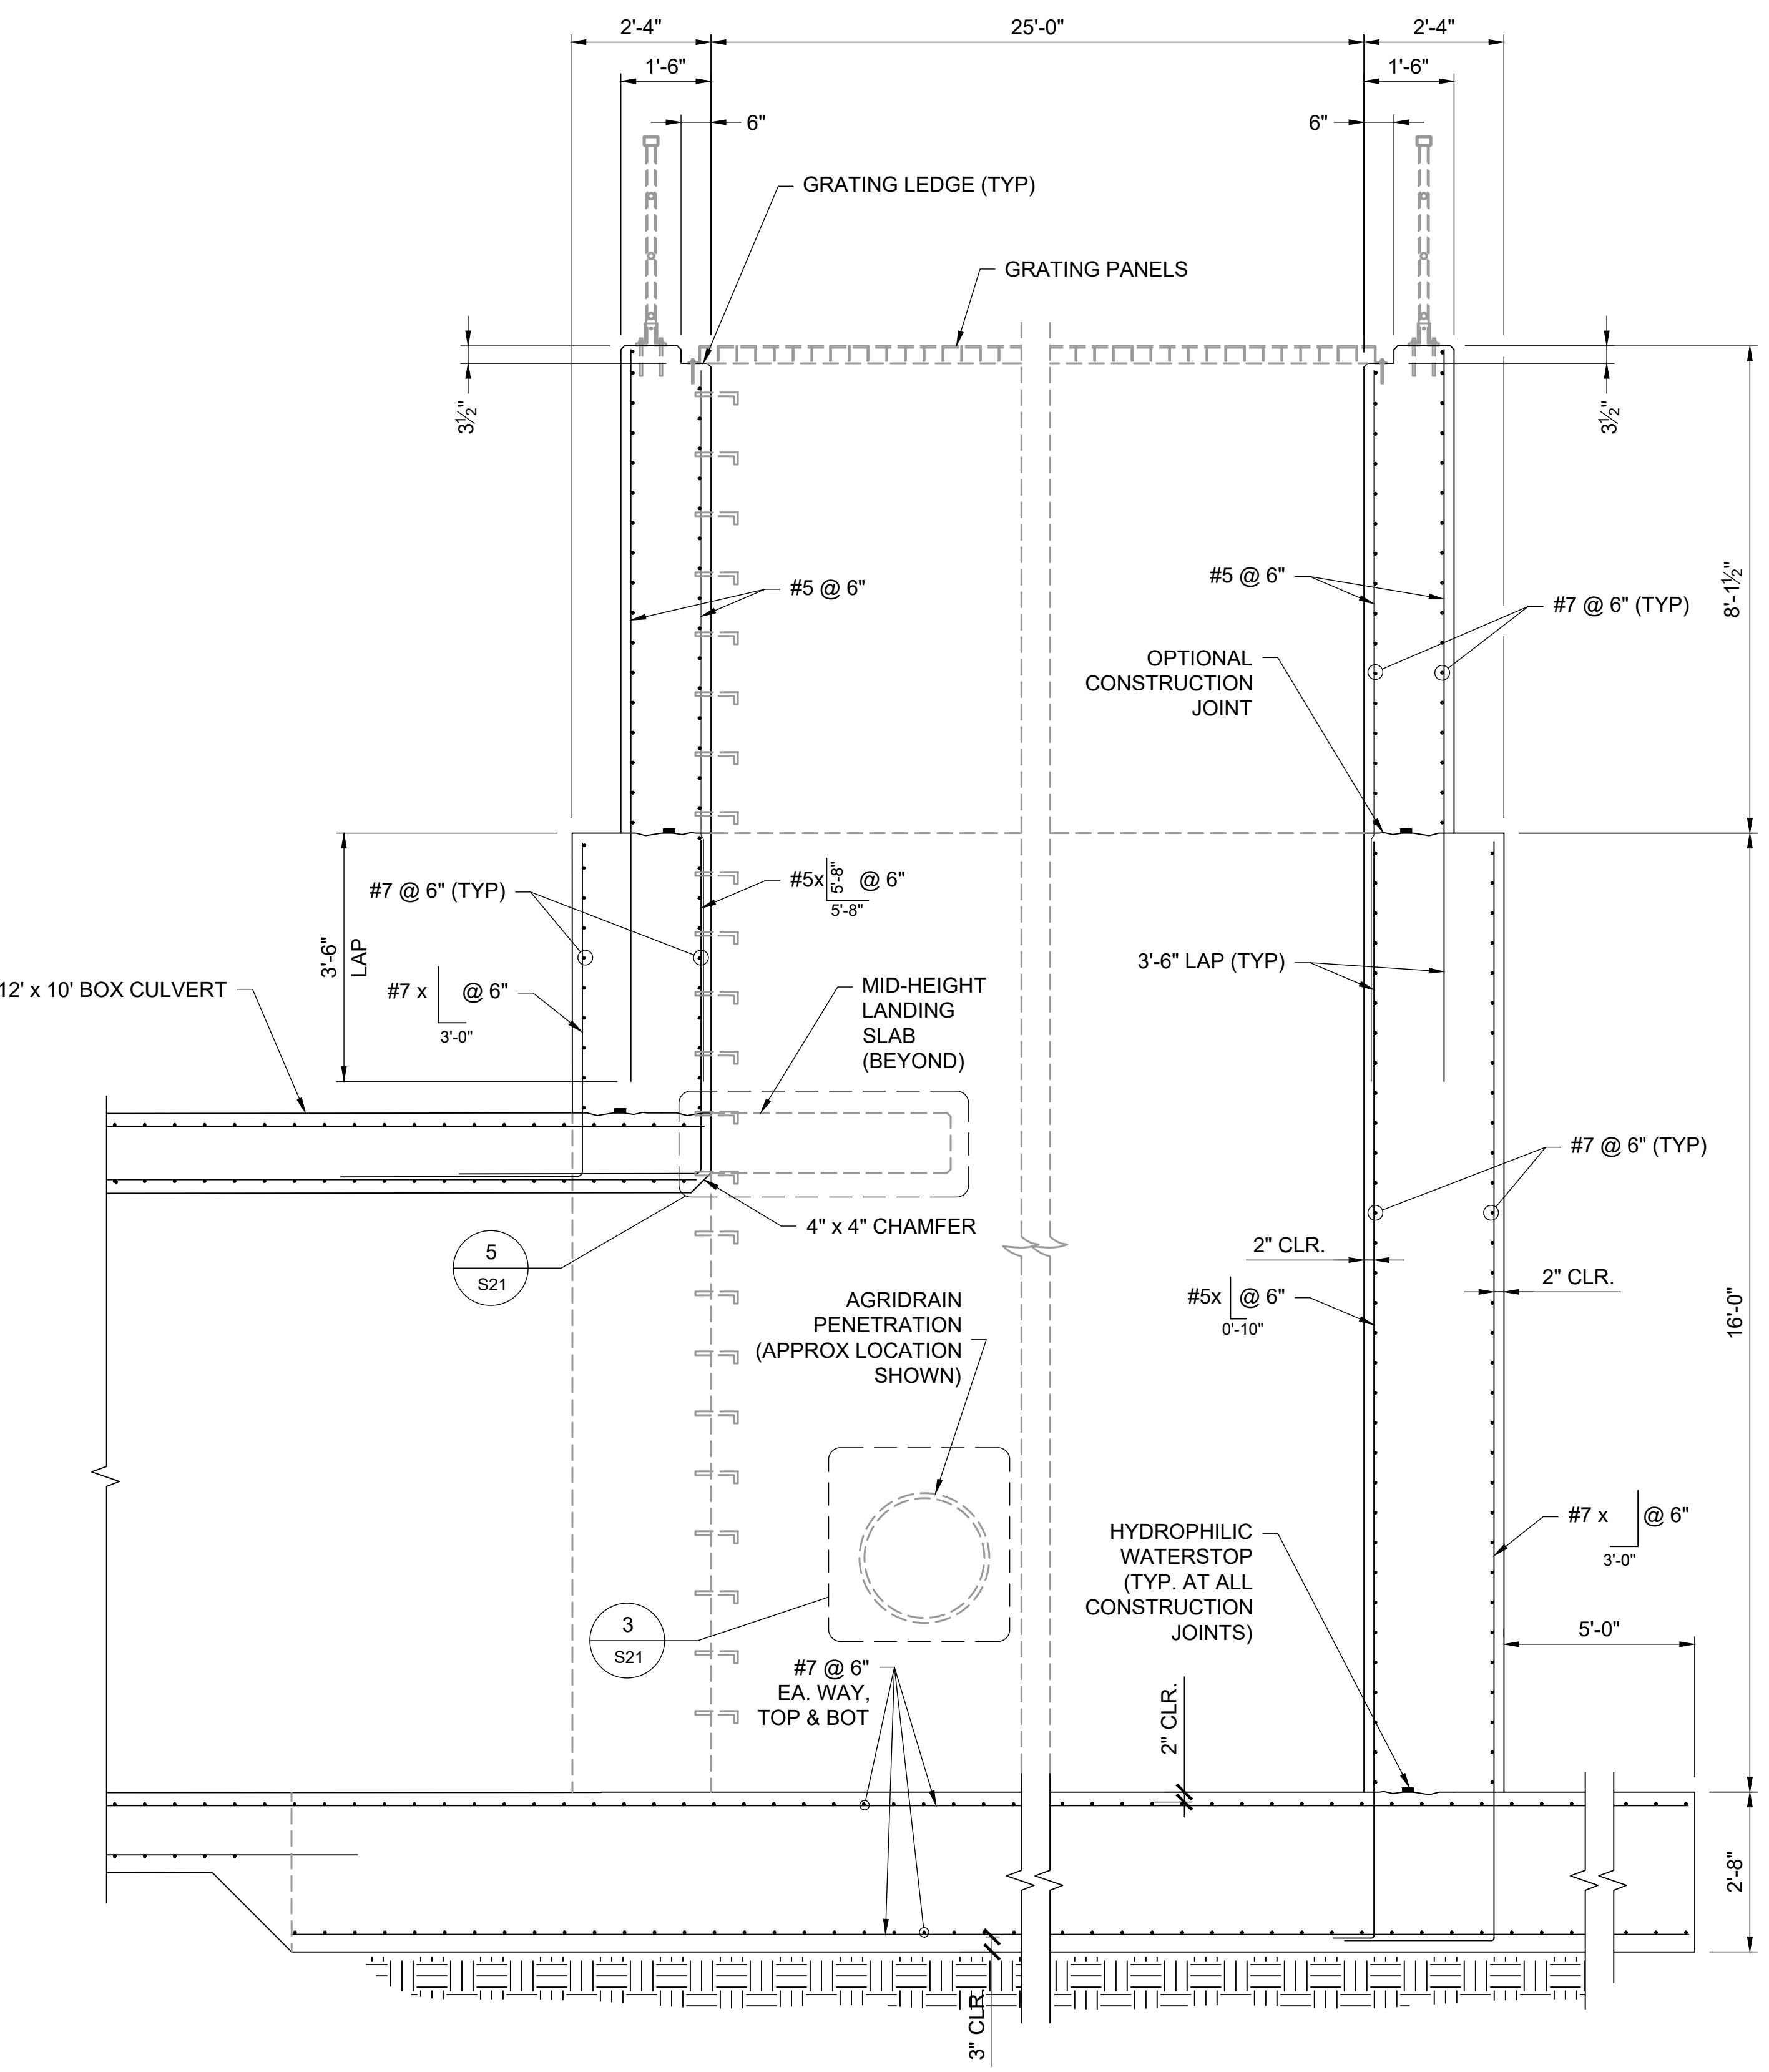 2'-4"
25'-0"
2'-4"
1'-6"
1'-6"
6"
6"
GRATING LEDGE (TYP)
GRATING PANELS
3½"
3½"
#5 @ 6"
#5 @ 6"
#7 @ 6" (TYP)
8'-1½"
OPTIONAL
CONSTRUCTION
JOINT
#7 @ 6" (TYP)
#5x 5'-8" @ 6"
5'-8"
3'-6"
LAP
12' x 10' BOX CULVERT
#7 x @ 6"
3'-0"
MID-HEIGHT
LANDING
SLAB
(BEYOND)
3'-6" LAP (TYP)
#7 @ 6" (TYP)
4" x 4" CHAMFER
5
S21
2" CLR.
2" CLR.
#5x @ 6"
0'-10"
16'-0"
AGRIDRAIN
PENETRATION
(APPROX LOCATION
SHOWN)
#7 x @ 6"
3'-0"
HYDROPHILIC
WATERSTOP
(TYP. AT ALL
CONSTRUCTION
JOINTS)
3
S21
5'-0"
#7 @ 6"
EA. WAY,
TOP & BOT
2" CLR.
2'-8"
3" CLR.